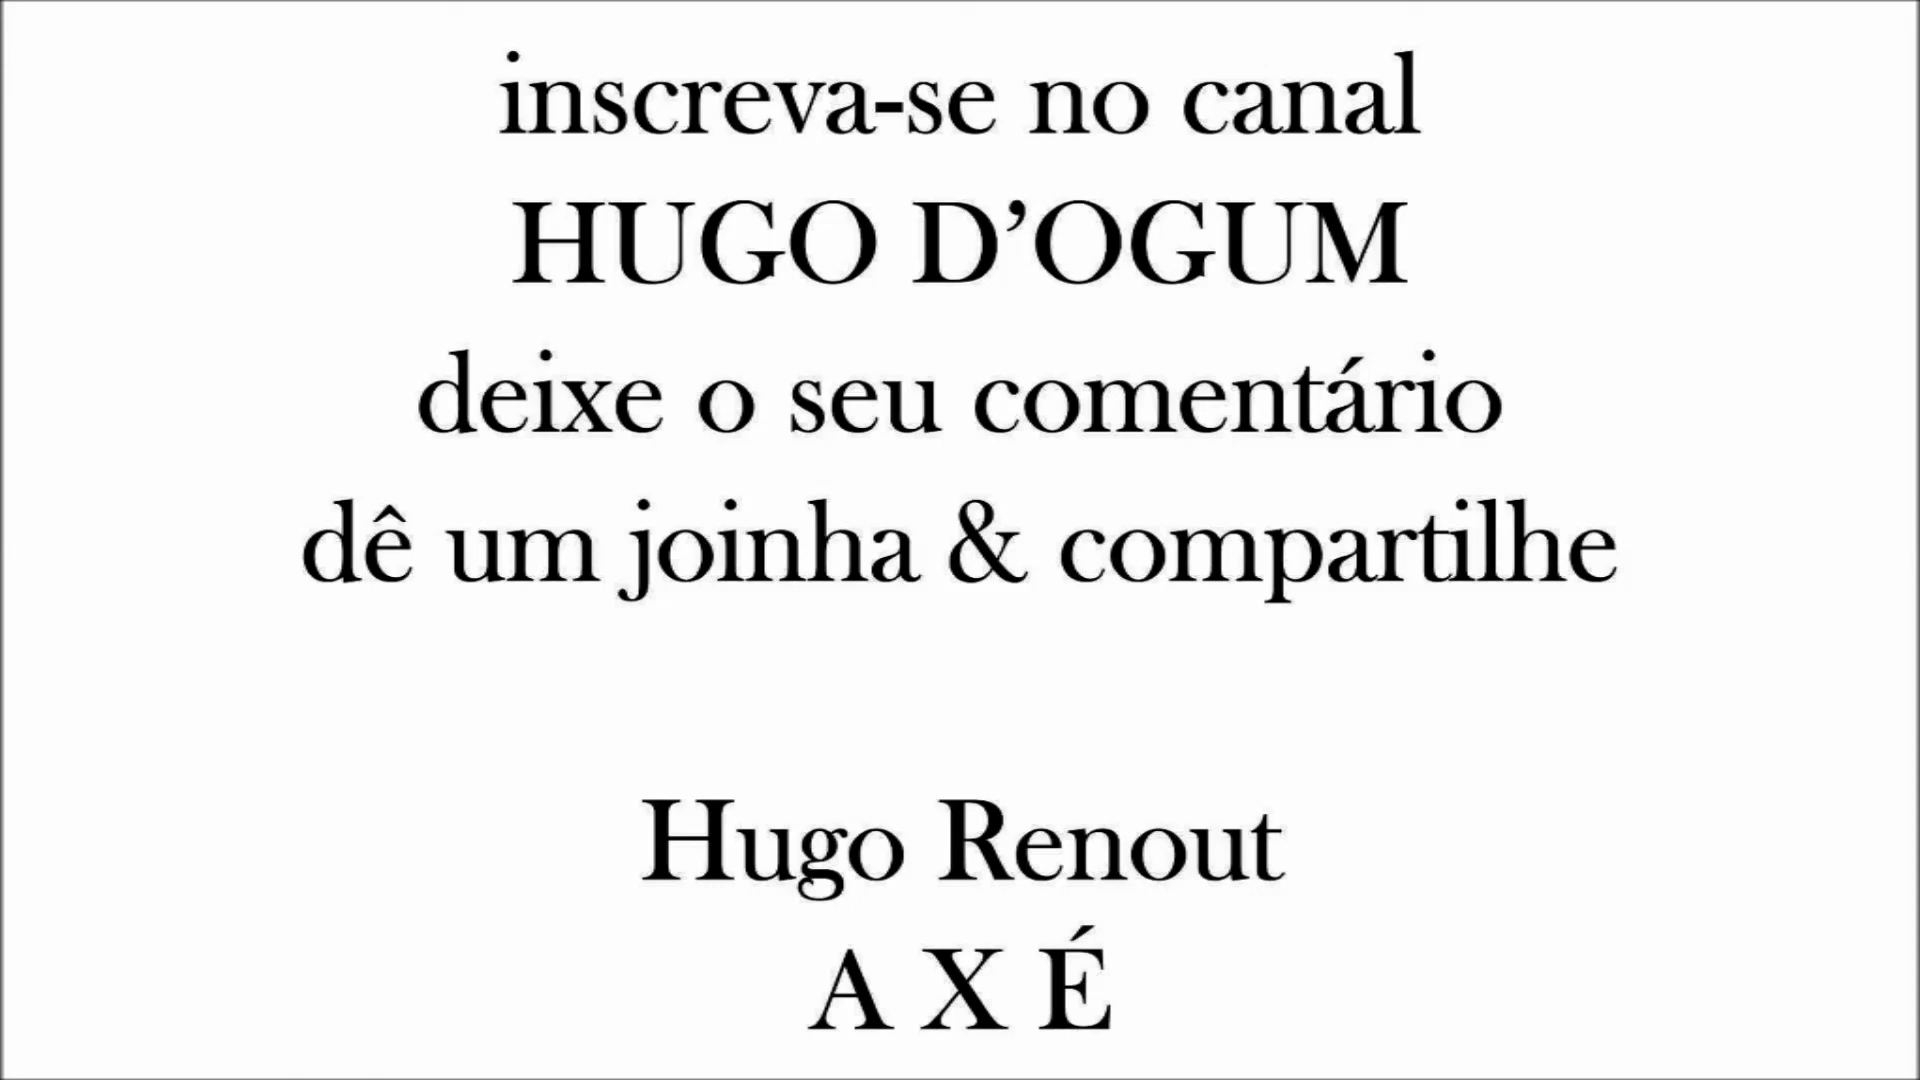 inscreva-se no canal
HUGO D’OGUM
deixe o seu comentário
dê um joinha & compartilhe
Hugo Renout
A X É